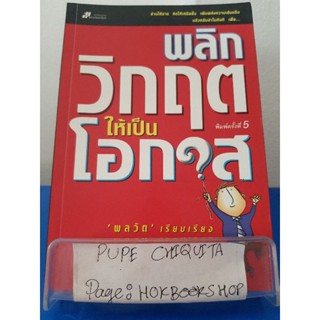 พลิก
วิกฤต
ให้เป็น
พิมพ์ครั้งที่ 5
โอกาส
'พลวัต' เรียบเรียง
PUPE CHIQUITA
Page: HOKBOOKSHOP